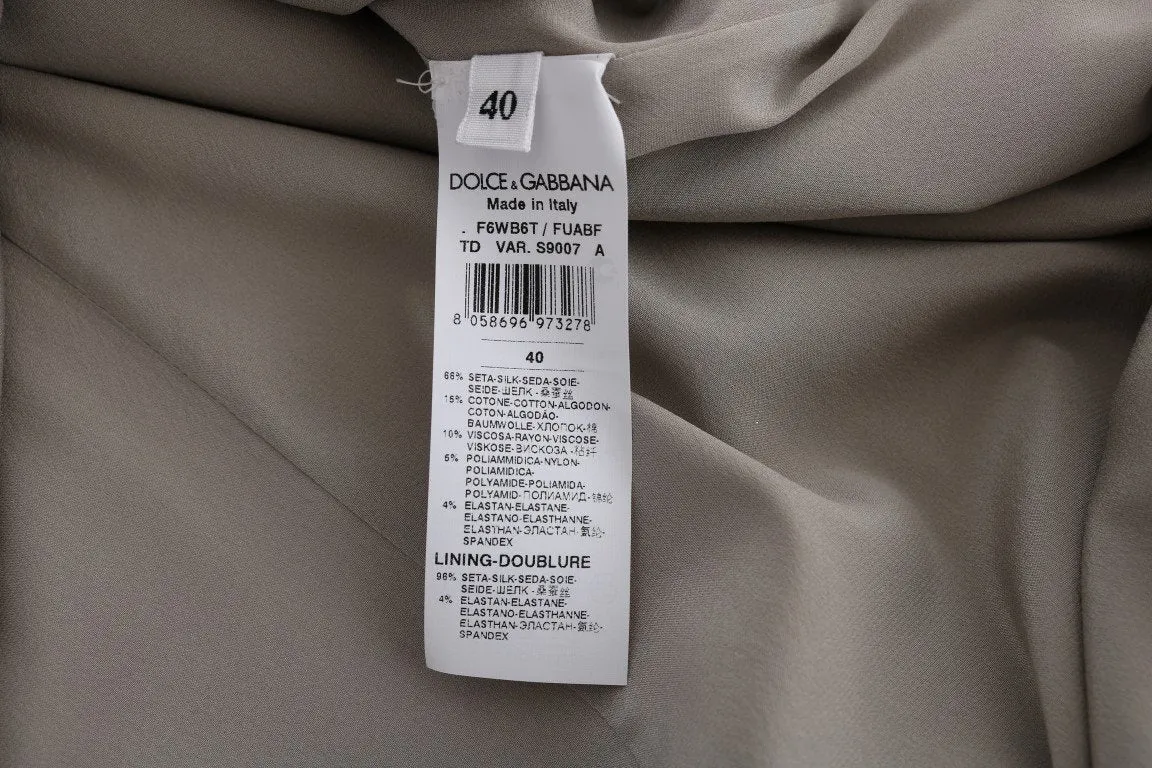 40
DOLCE & GABBANA
Made in Italy
. F6WB6T / FUABF
TD VAR. S9007 A
8 058696 973278
40
66% SETA-SILK-SEDA-SOIE-
SEIDE-ШЕЛК -桑蚕丝
15% COTONE-COTTON-ALGODON-
COTON-ALGODÃO-
BAUMWOLLE-ХЛОПОК-棉
10% VISCOSA-RAYON-VISCOSE-
VISKOSE-ВИСКОЗА -粘纤
5% POLIAMMIDICA-NYLON-
POLIAMIDICA-
POLYAMIDE-POLIAMIDA-
POLYAMID-ПОЛИАМИД-锦纶
4% ELASTAN-ELASTANE-
ELASTANO-ELASTHANNE-
ELASTHAN-ЭЛАСТАН-氨纶-
SPANDEX
LINING-DOUBLURE
96% SETA-SILK-SEDA-SOIE-
SEIDE-ШЕЛК -桑蚕丝
4% ELASTAN-ELASTANE-
ELASTANO-ELASTHANNE-
ELASTHAN-ЭЛАСТАН-氨纶-
SPANDEX